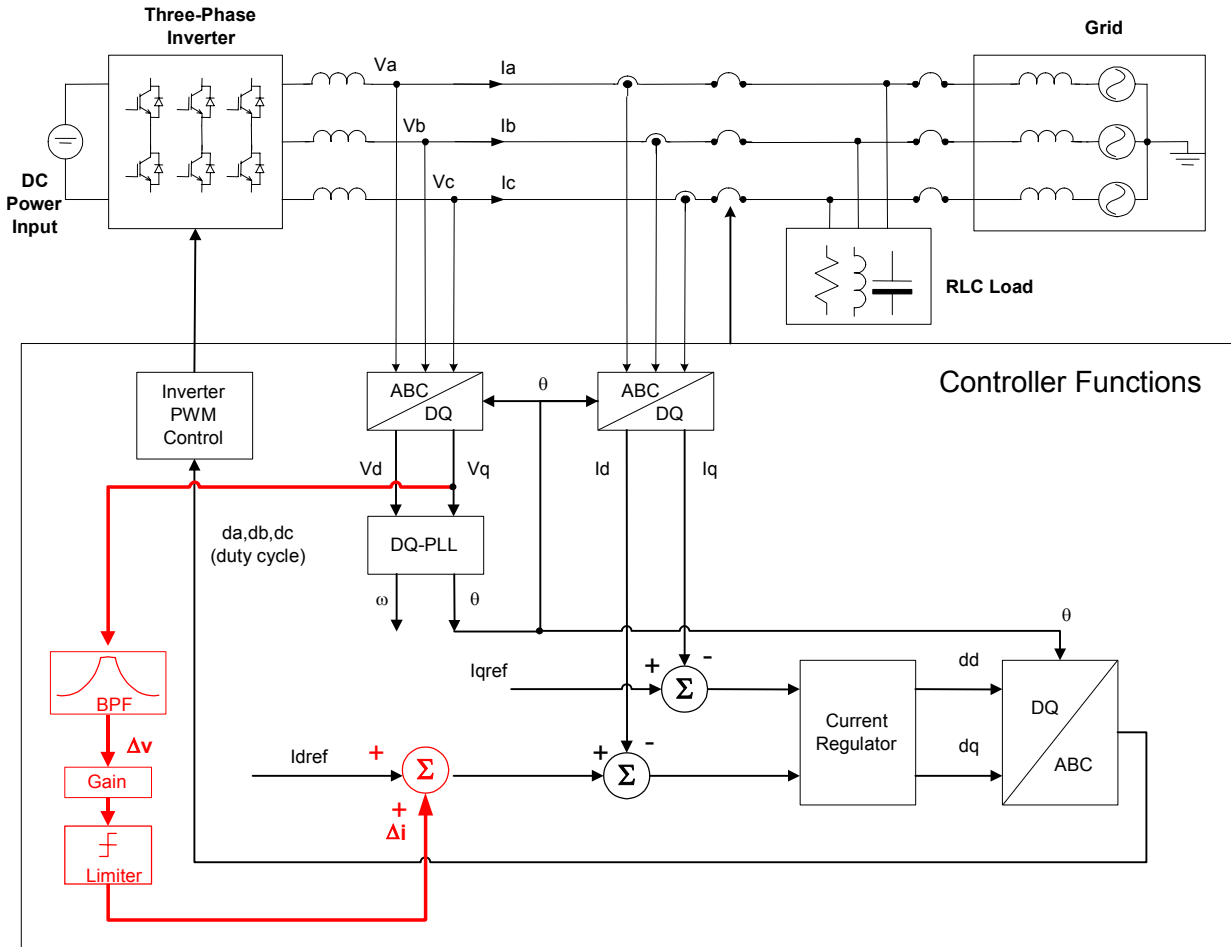 Three-Phase
Inverter
Grid
Va
Ia
Vb
Ib
Vc
Ic
DC
Power
Input
RLC Load
Controller Functions
Inverter
PWM
Control
ABC
DQ
θ
ABC
DQ
Vd
Vq
Id
Iq
da,db,dc
(duty cycle)
DQ-PLL
ω
θ
θ
BPF
Δv
Gain
Limiter
Iqref
+
-
Σ
Idref
+
Σ
+
Δi
+
-
Σ
Current
Regulator
dd
dq
DQ
ABC